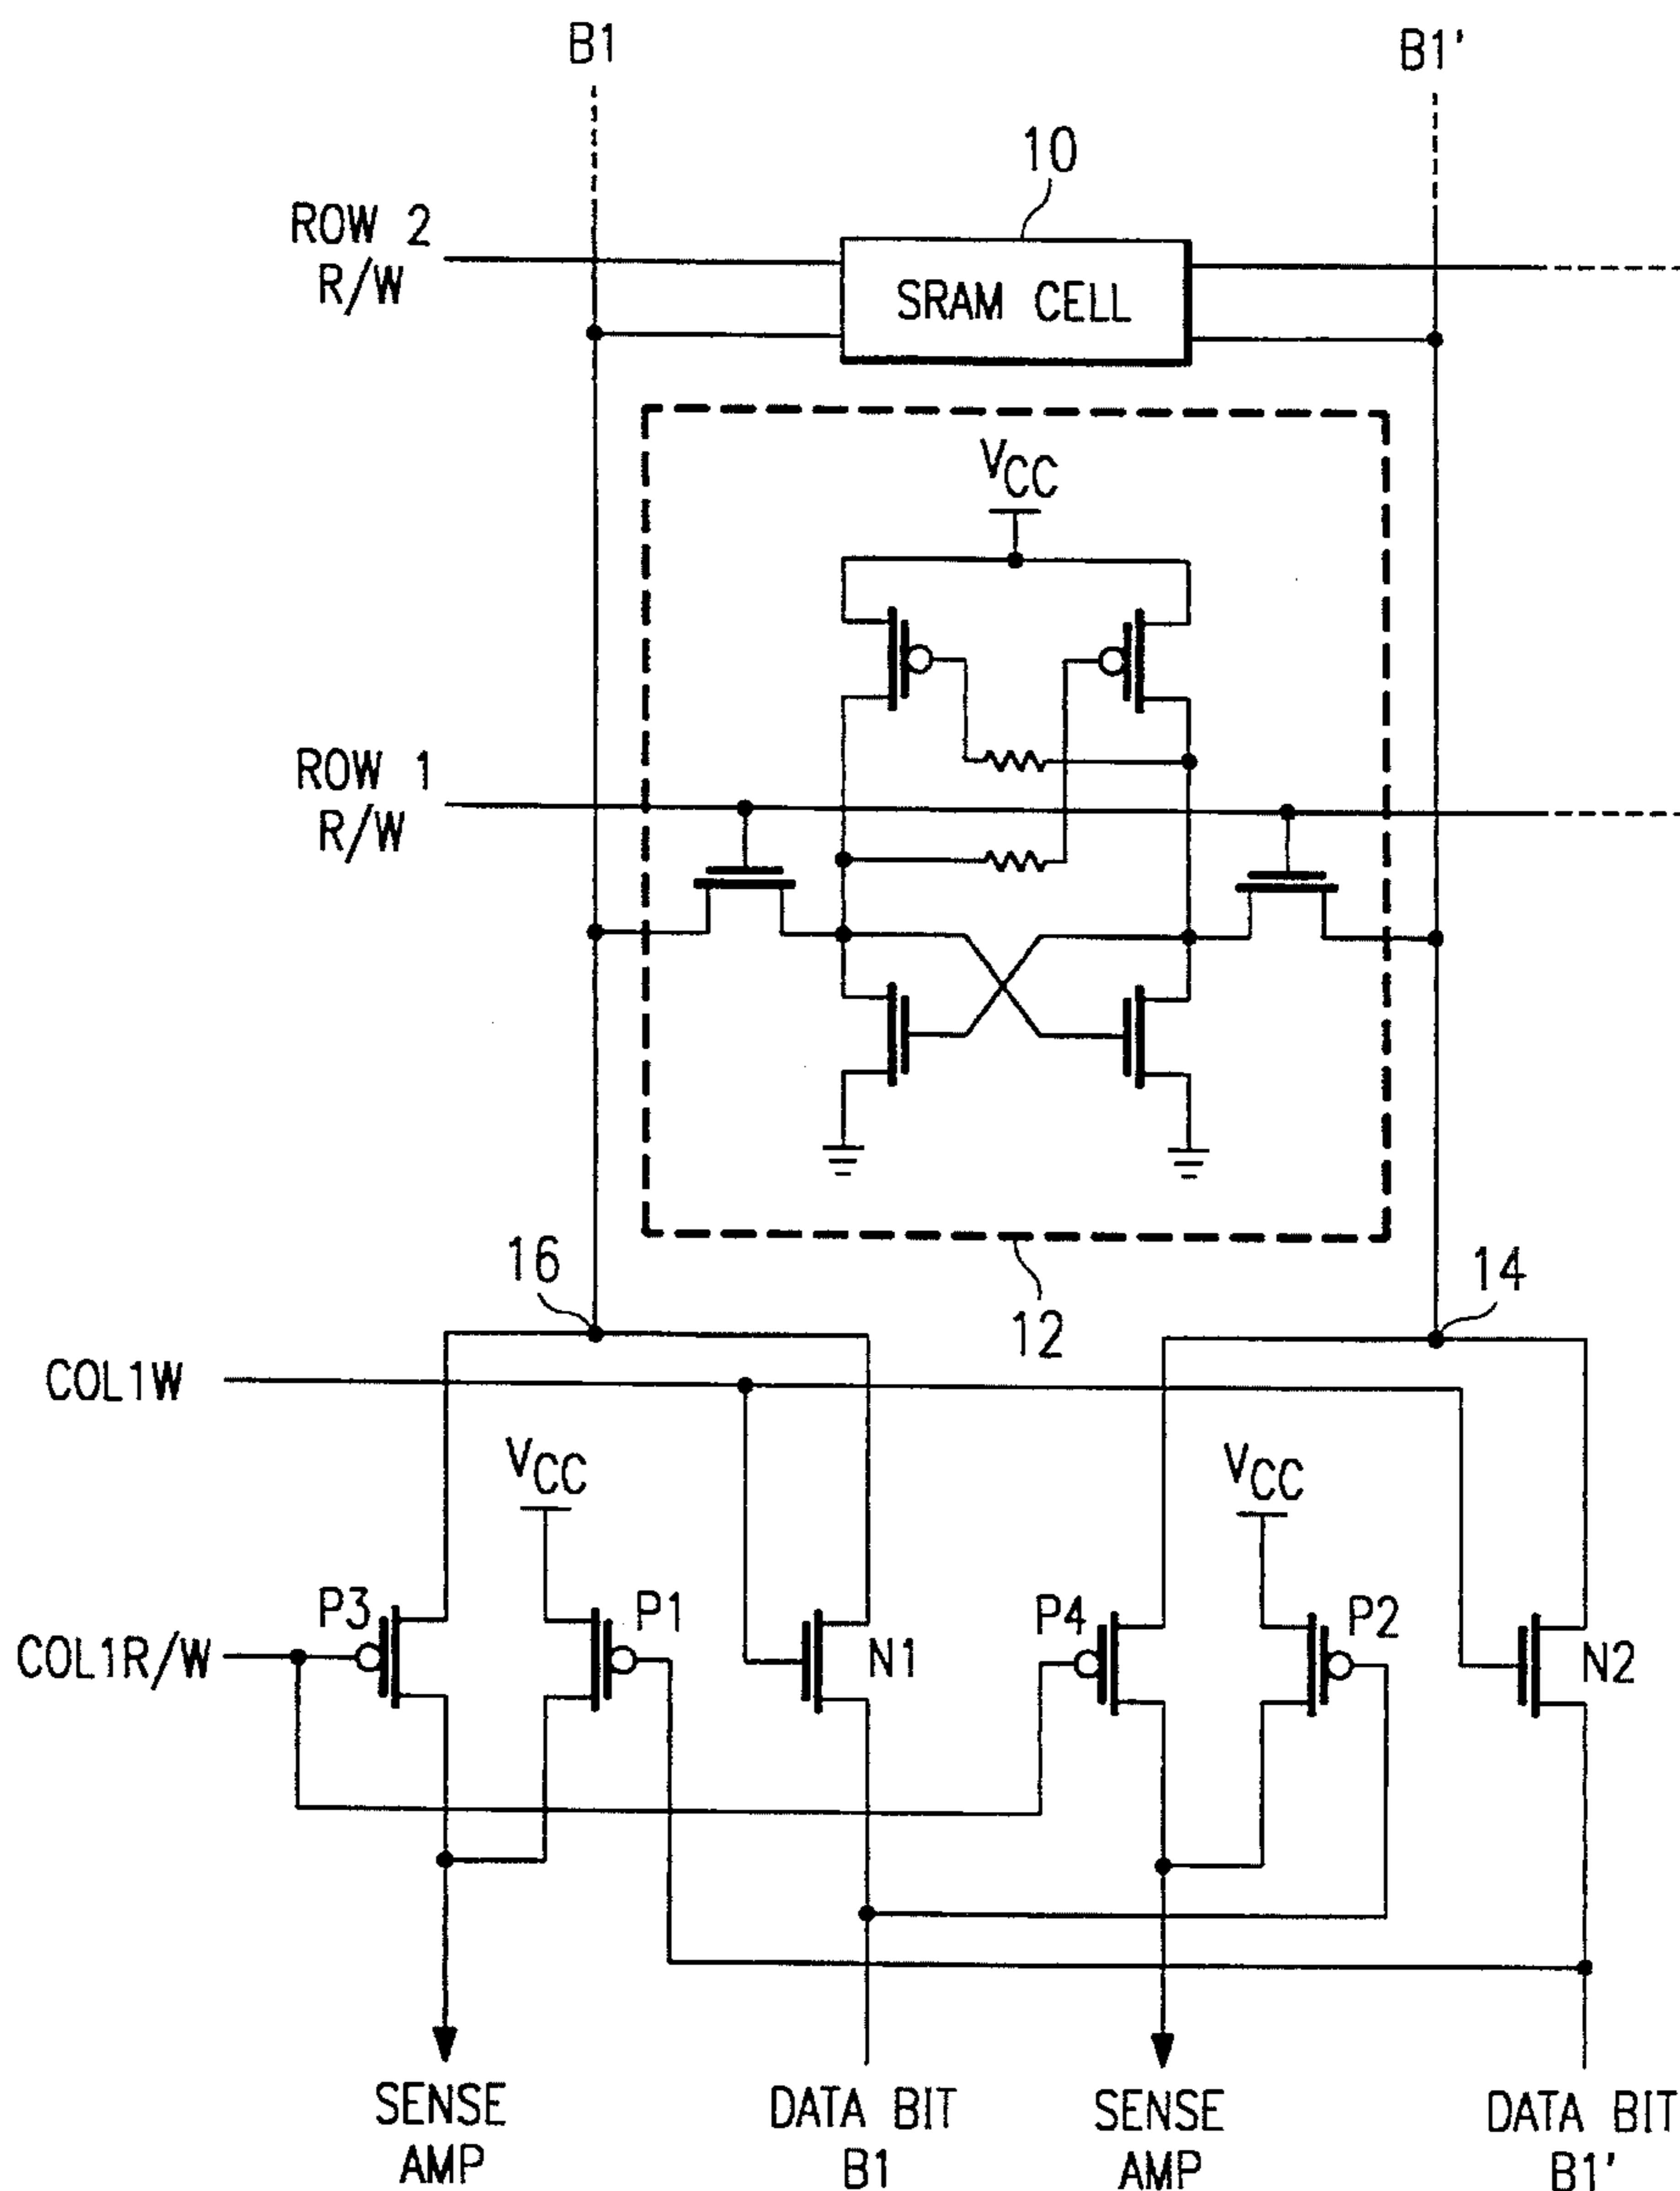 B1
B1'
10
ROW 2
R/W
SRAM CELL
VCC
ROW 1
R/W
16
14
12
COL1W
VCC
VCC
P3
P1
P4
P2
COL1R/W
N1
N2
SENSE
AMP
DATA BIT
B1
SENSE
AMP
DATA BIT
B1'